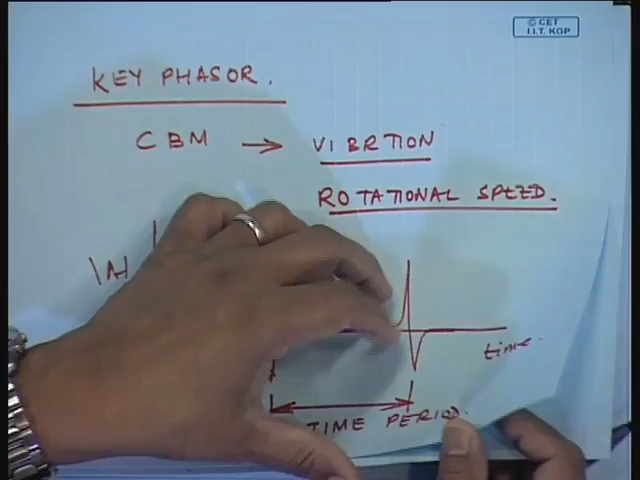 © CET
I.I.T. KGP
KEY PHASOR.
CBM → VIBRTION
ROTATIONAL SPEED.
|A|
time
TIME PERIOD.